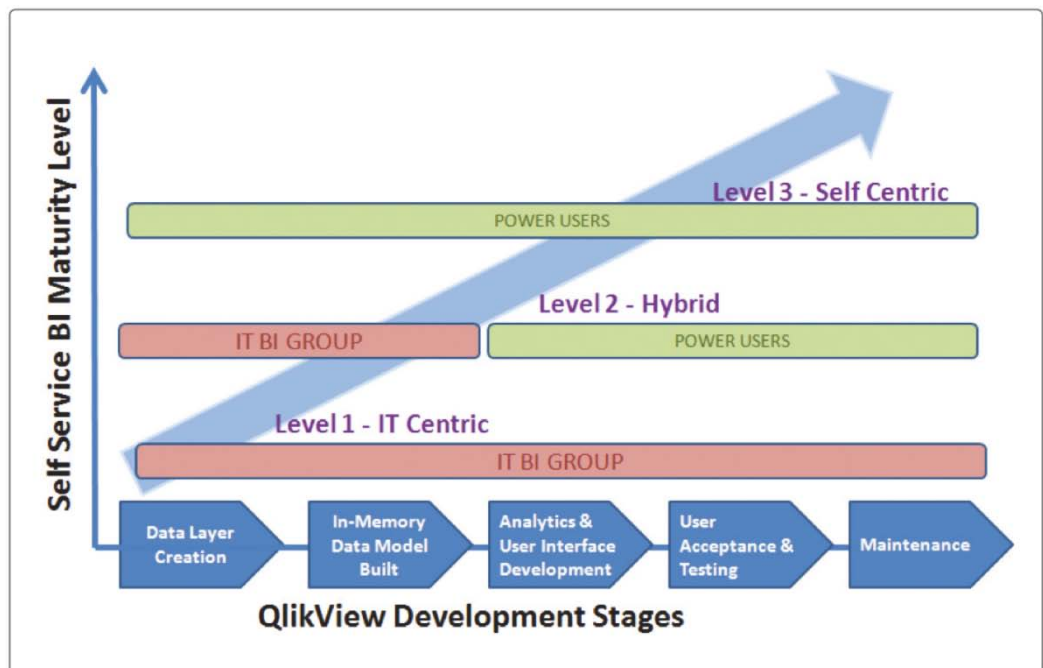 Self Service BI Maturity Level
Level 3 - Self Centric
POWER USERS
Level 2 - Hybrid
IT BI GROUP
POWER USERS
Level 1 - IT Centric
IT BI GROUP
Data Layer
Creation
In-Memory
Data Model
Built
Analytics &
User Interface
Development
User
Acceptance &
Testing
Maintenance
QlikView Development Stages